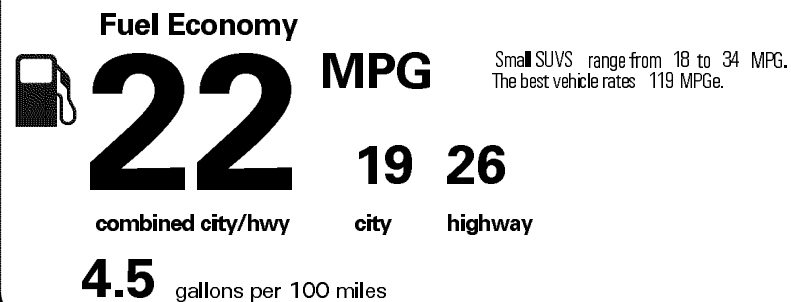 Fuel Economy
22 MPG
Small SUVS range from 18 to 34 MPG.
The best vehicle rates 119 MPGe.
19 26
combined city/hwy city highway
4.5 gallons per 100 miles